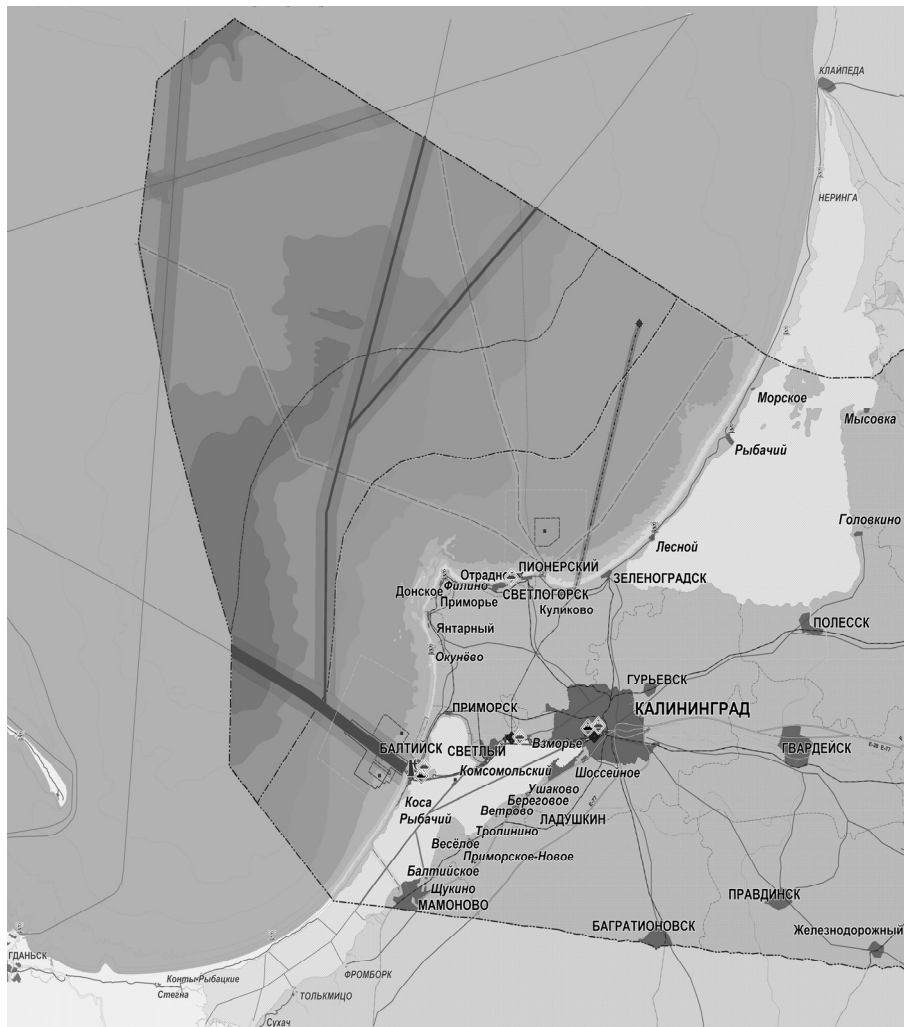 КЛАЙПЕДА
НЕРИНГА
Морское
Мысовка
Рыбачий
Головкино
Лесной
ПИОНЕРСКИЙ
Филино
ЗЕЛЕНОГРАДСК
Донское
СВЕТЛОГОРСК
Приморье
Куликово
ПОЛЕССК
Янтарный
Окунёво
ГУРЬЕВСК
ПРИМОРСК
КАЛИНИНГРАД
Взморье
БАЛТИЙСК
СВЕТЛЫЙ
ГВАРДЕЙСК
Комсомольский
Шоссейное
Ушаково
Коса
Береговое
Рыбачий
Ветрово
ЛАДУШКИН
Тропинино
Весёлое
Приморское-Новое
Балтийское
Щукино
ПРАВДИНСК
МАМОНОВО
БАГРАТИОНОВСК
Железнодорожный
ГДАНЬСК
ФРОМБОРК
Конты-Рыбацкие
Стегна
ТОЛЬКМИЦО
Сухач